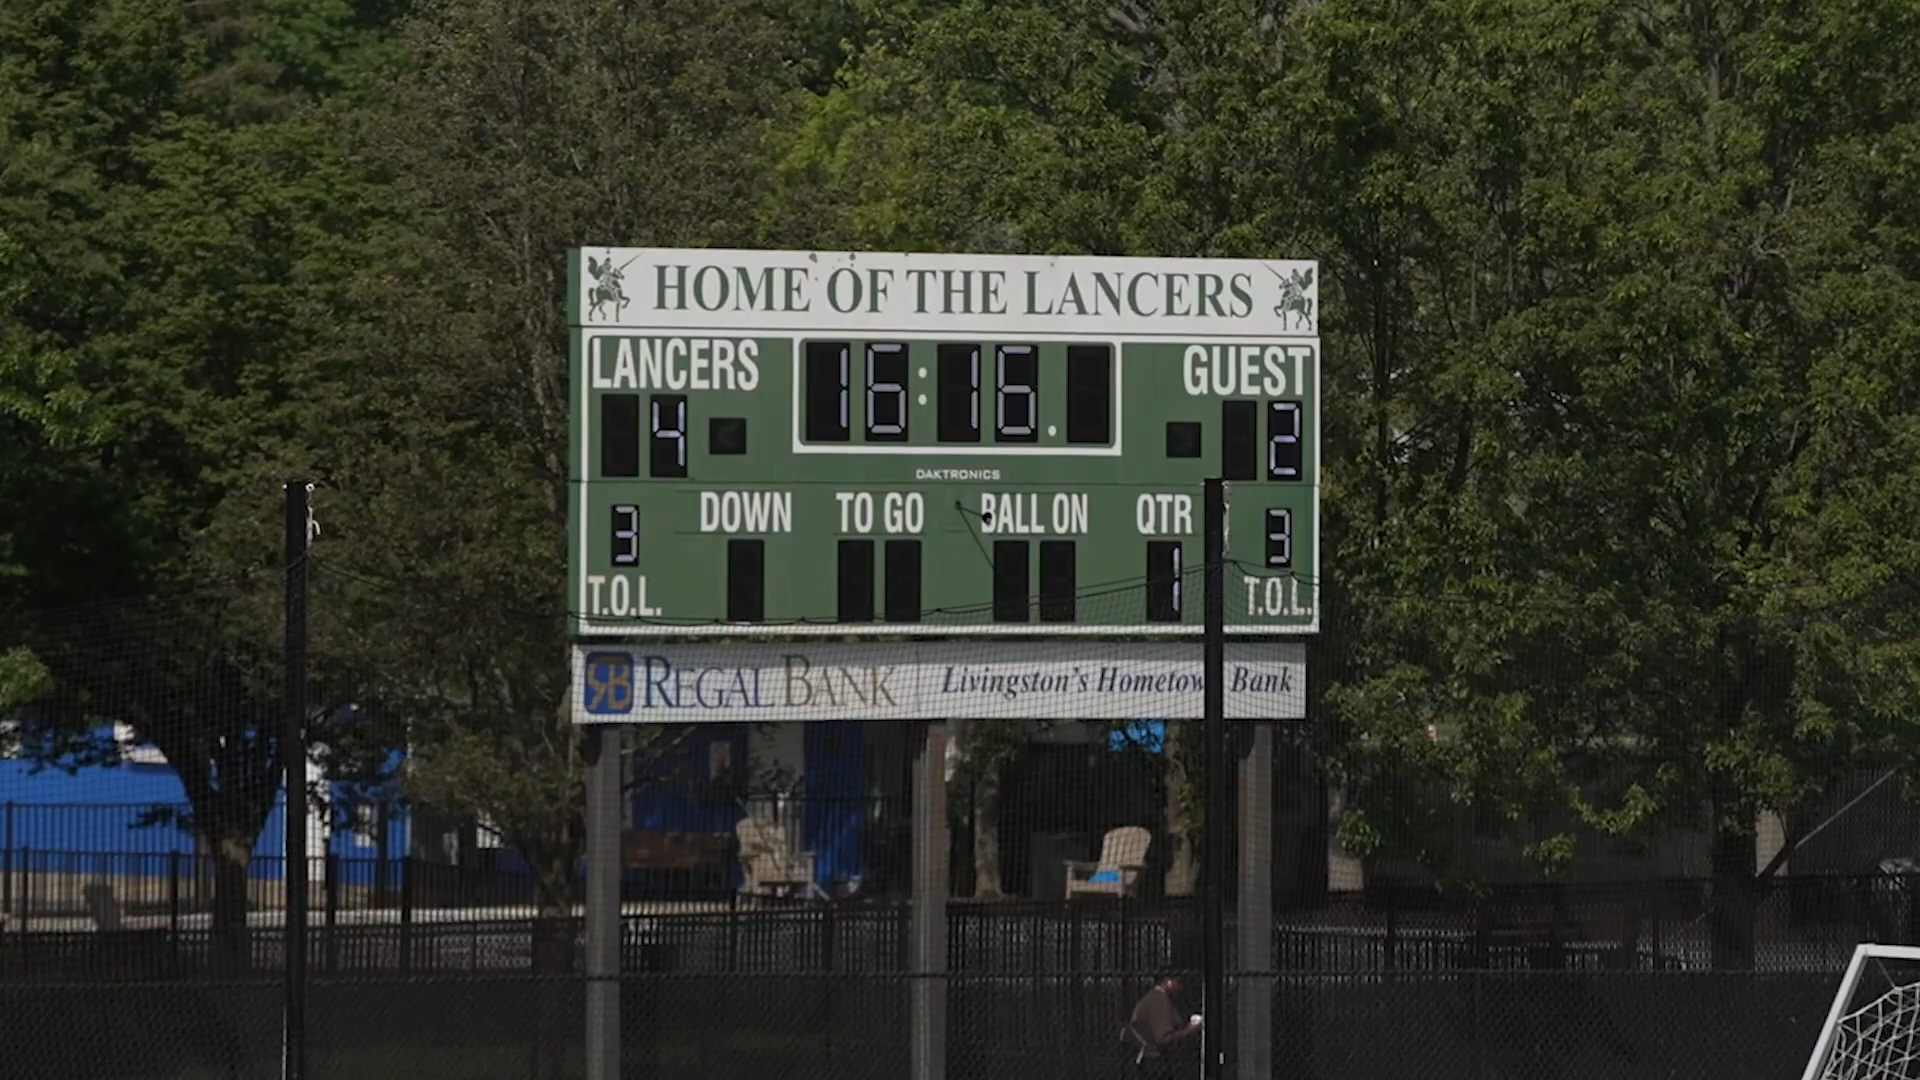 HOME OF THE LANCERS
LANCERS 16:16. GUEST
4 2
DAKTRONICS
DOWN TO GO BALL ON QTR
3 1 3
T.O.L. T.O.L.
RB REGAL BANK Livingston's Hometown Bank